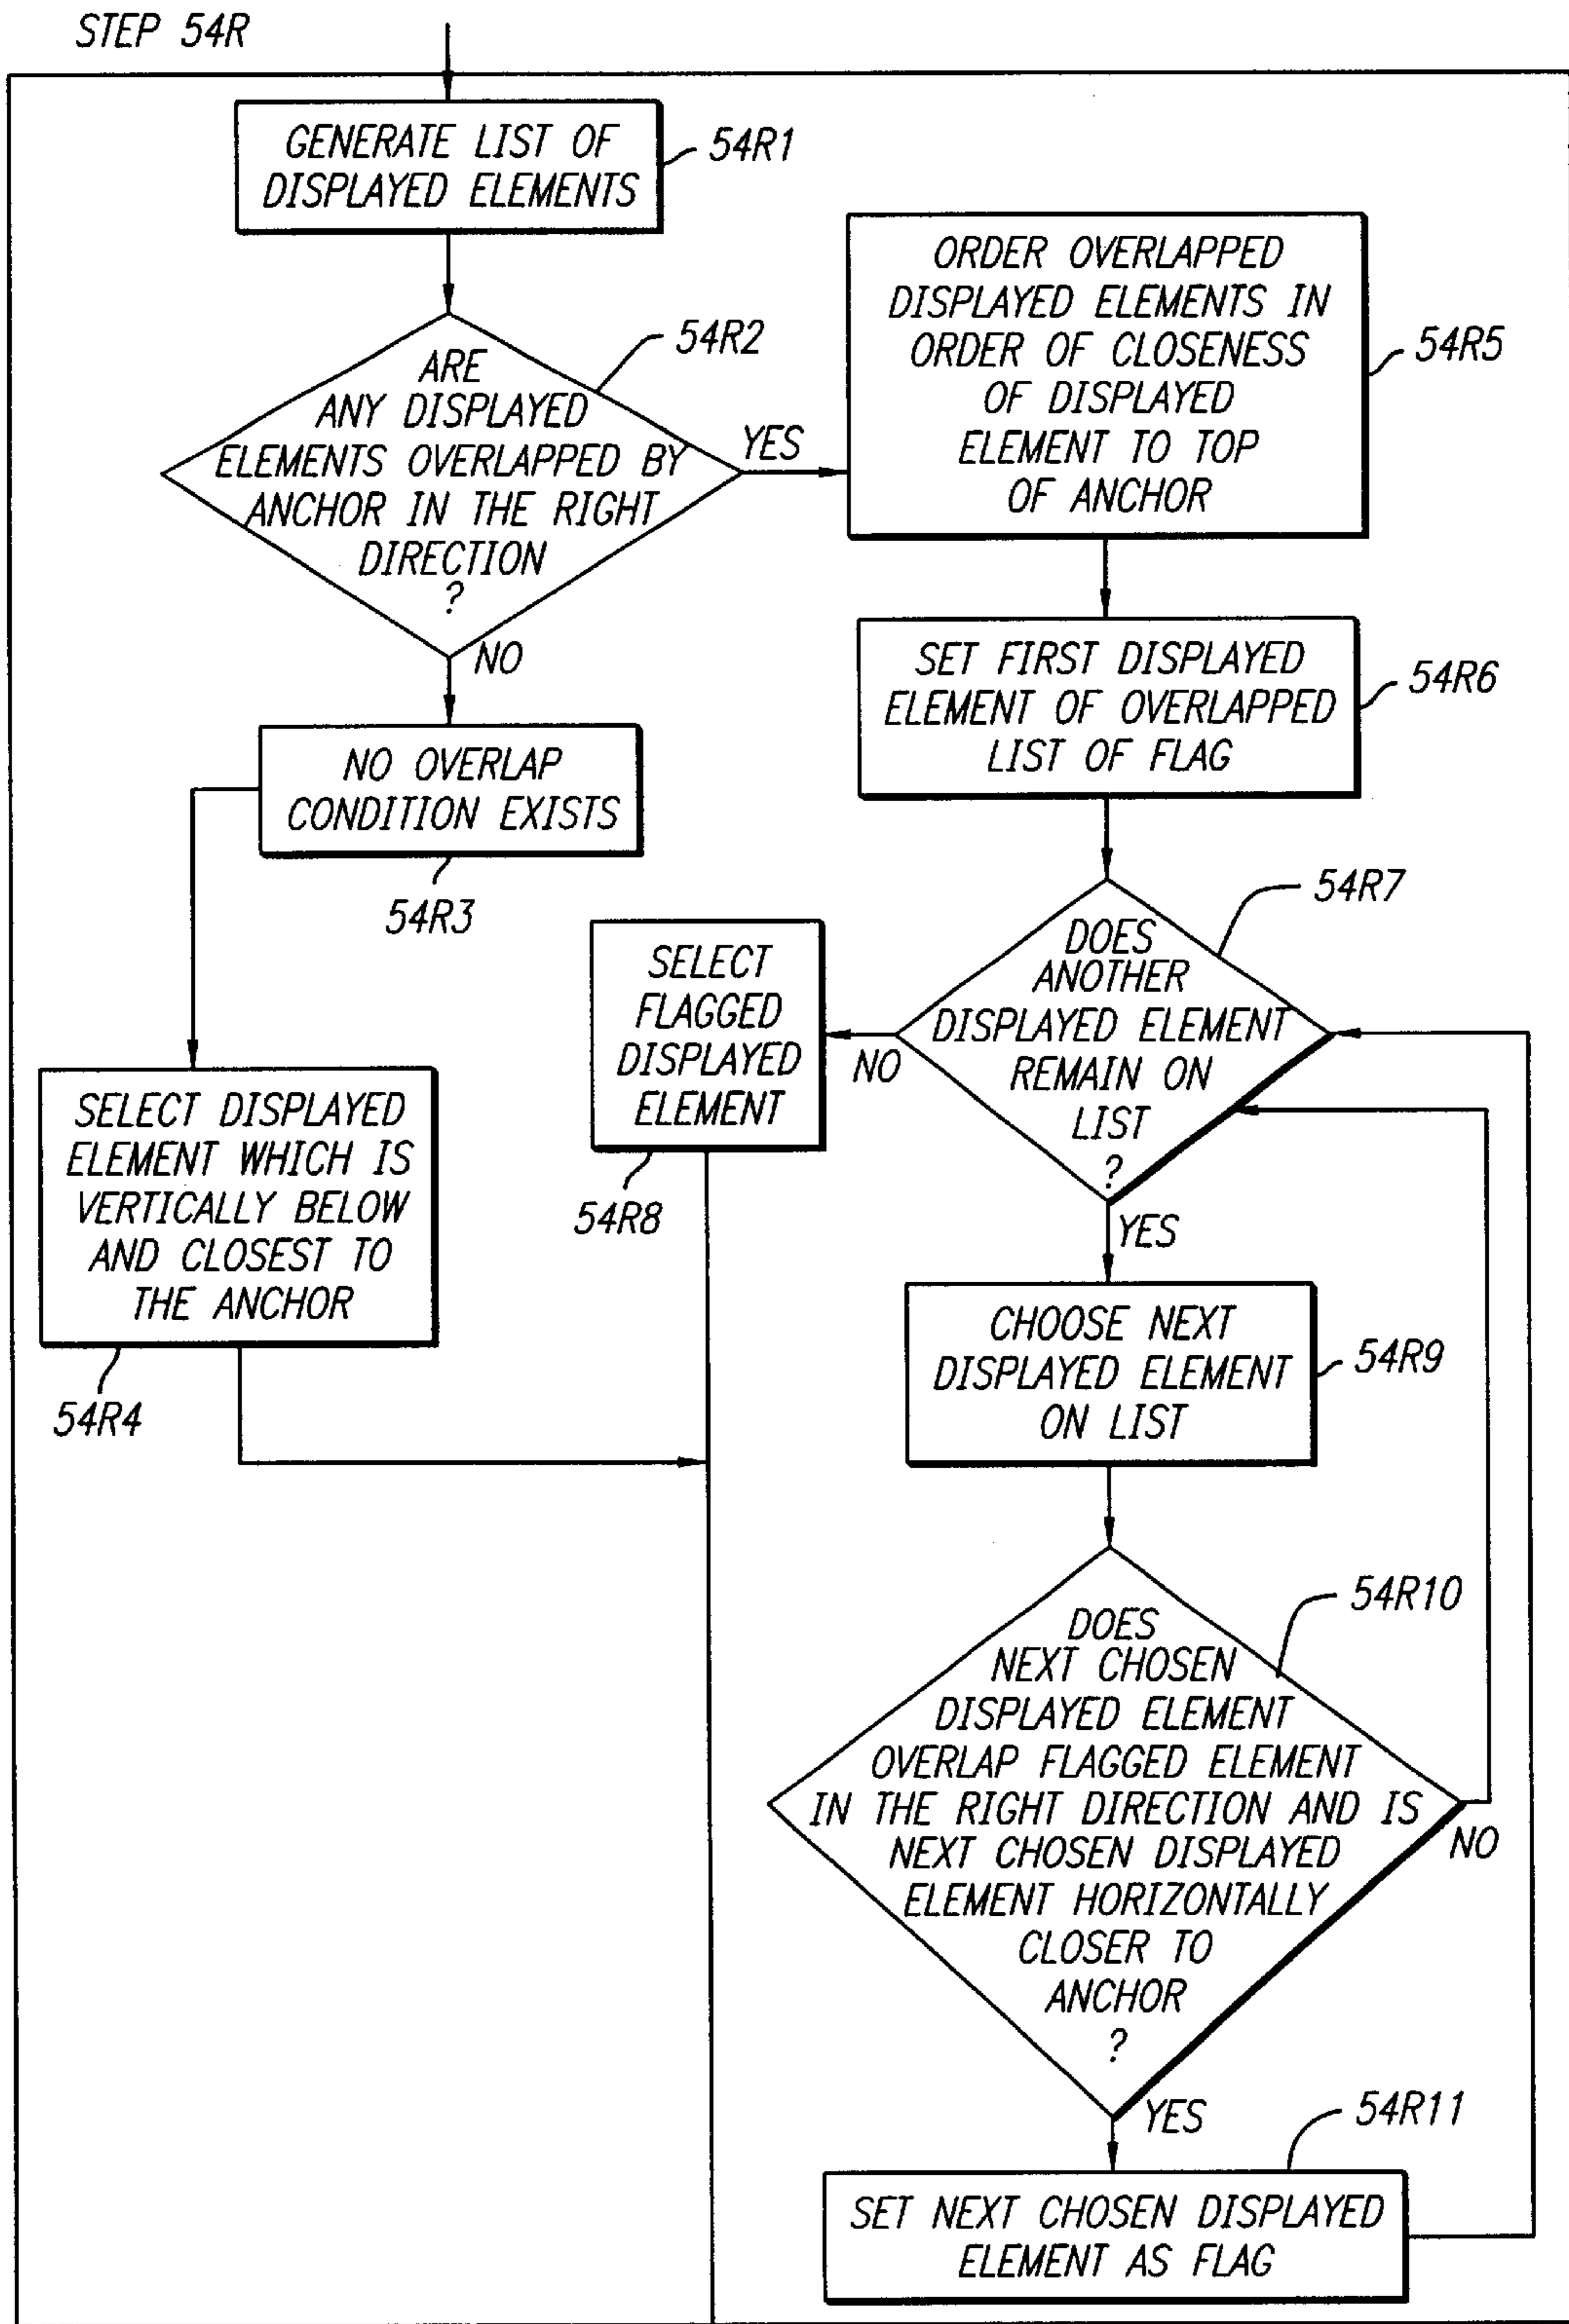 STEP 54R
GENERATE LIST OF
DISPLAYED ELEMENTS
54R1
ARE
ANY DISPLAYED
ELEMENTS OVERLAPPED BY
ANCHOR IN THE RIGHT
DIRECTION
?
54R2
YES
NO
NO OVERLAP
CONDITION EXISTS
54R3
SELECT DISPLAYED
ELEMENT WHICH IS
VERTICALLY BELOW
AND CLOSEST TO
THE ANCHOR
54R4
ORDER OVERLAPPED
DISPLAYED ELEMENTS IN
ORDER OF CLOSENESS
OF DISPLAYED
ELEMENT TO TOP
OF ANCHOR
54R5
SET FIRST DISPLAYED
ELEMENT OF OVERLAPPED
LIST OF FLAG
54R6
DOES
ANOTHER
DISPLAYED ELEMENT
REMAIN ON
LIST
?
54R7
NO
YES
SELECT
FLAGGED
DISPLAYED
ELEMENT
54R8
CHOOSE NEXT
DISPLAYED ELEMENT
ON LIST
54R9
DOES
NEXT CHOSEN
DISPLAYED ELEMENT
OVERLAP FLAGGED ELEMENT
IN THE RIGHT DIRECTION AND IS
NEXT CHOSEN DISPLAYED
ELEMENT HORIZONTALLY
CLOSER TO
ANCHOR
?
54R10
NO
YES
SET NEXT CHOSEN DISPLAYED
ELEMENT AS FLAG
54R11